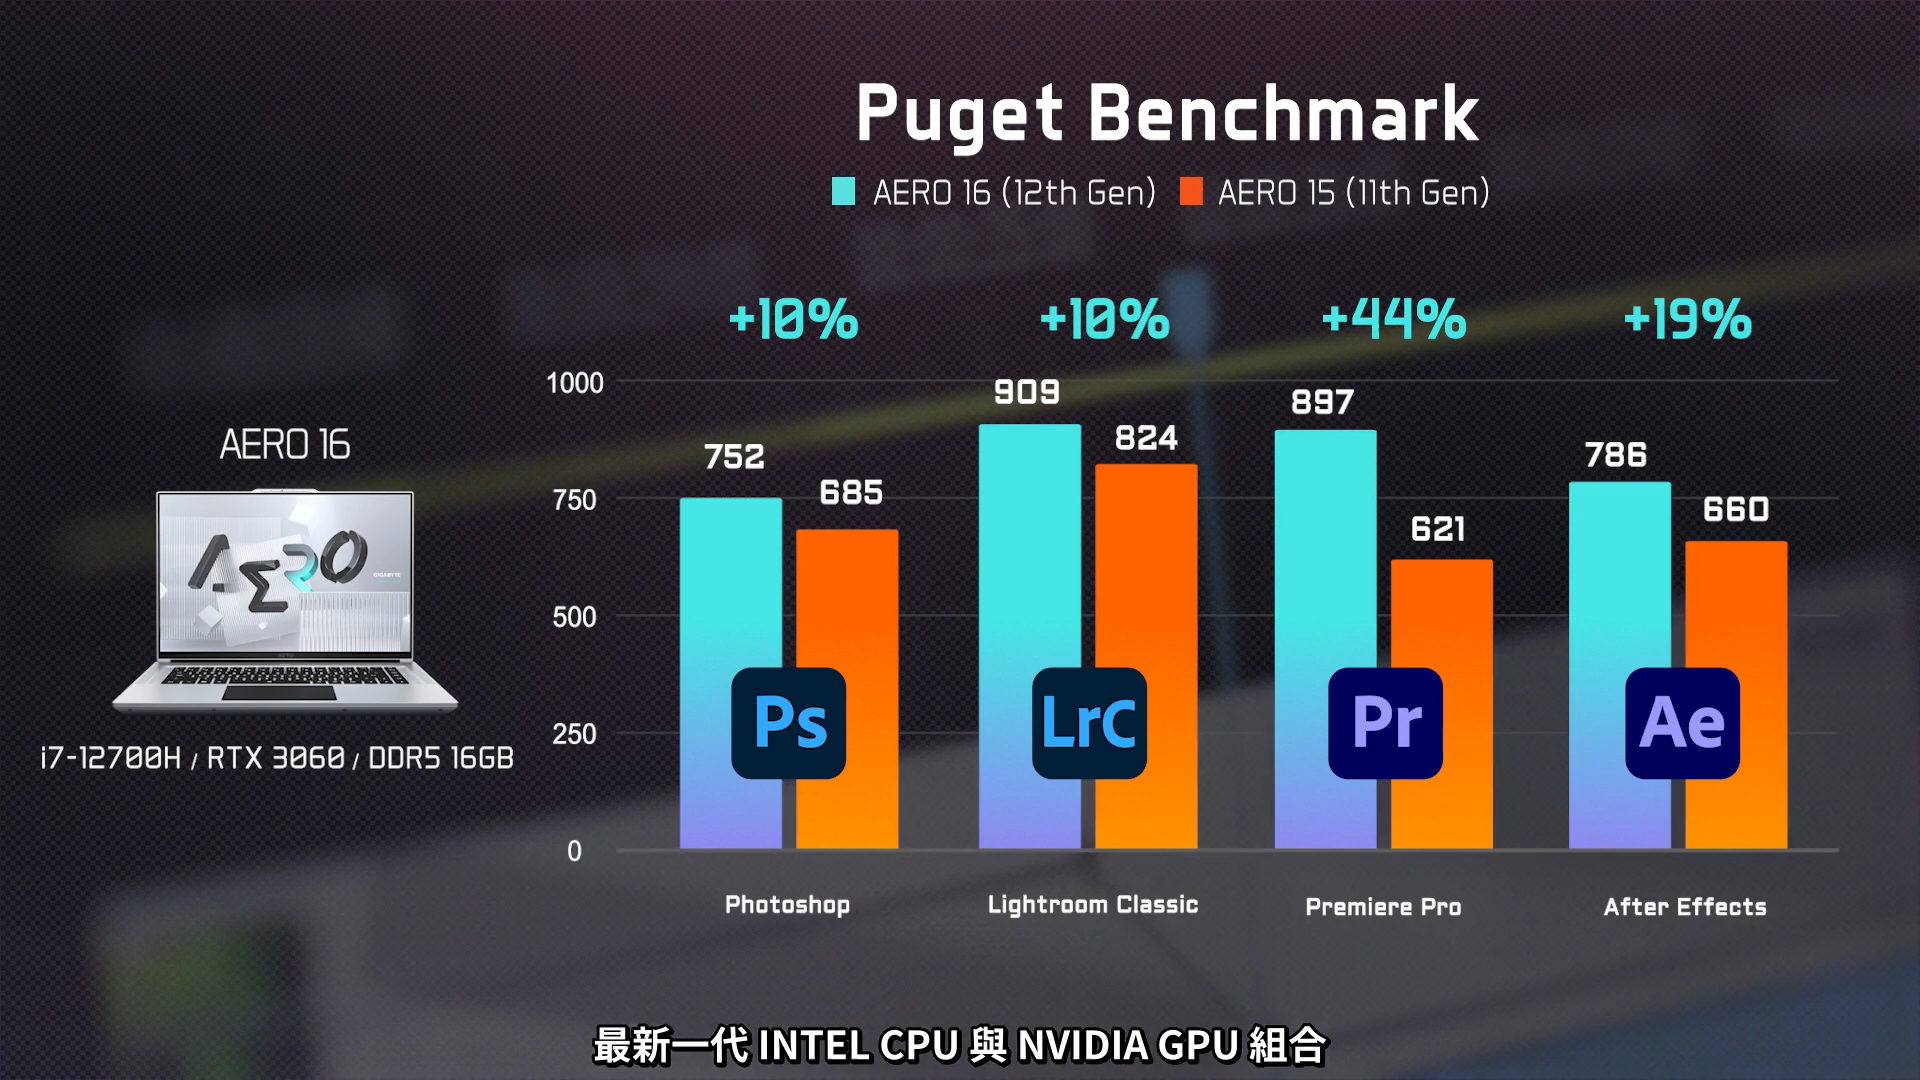 Puget Benchmark
AERO 16 (12th Gen) AERO 15 (11th Gen)
+10% +10% +44% +19%
1000
750
500
250
0
752
685
909
824
897
621
786
660
Ps
LrC
Pr
Ae
Photoshop
Lightroom Classic
Premiere Pro
After Effects
AERO 16
AERO
GIGABYTE
i7-12700H / RTX 3060 / DDR5 16GB
最新一代 INTEL CPU 與 NVIDIA GPU 組合